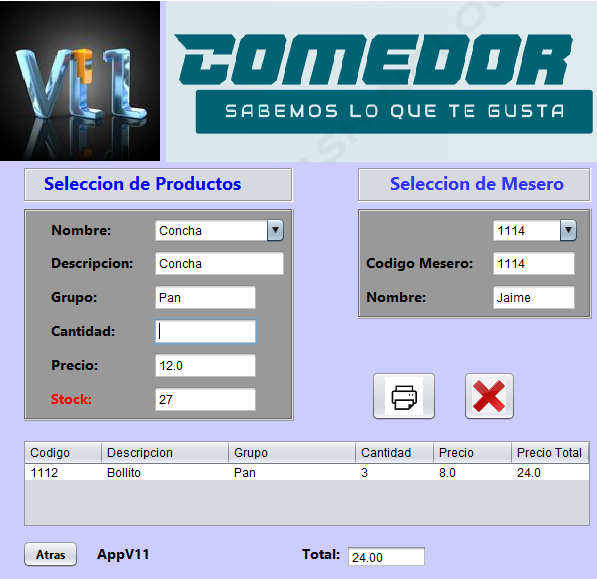 V11
COMEDOR
SABEMOS LO QUE TE GUSTA
Seleccion de Productos
Seleccion de Mesero
Nombre: Concha
1114
Descripcion: Concha
Codigo Mesero: 1114
Grupo: Pan
Nombre: Jaime
Cantidad:
Precio: 12.0
Stock: 27
Codigo Descripcion Grupo Cantidad Precio Precio Total
1112 Bollito Pan 3 8.0 24.0
Atras AppV11 Total: 24.00